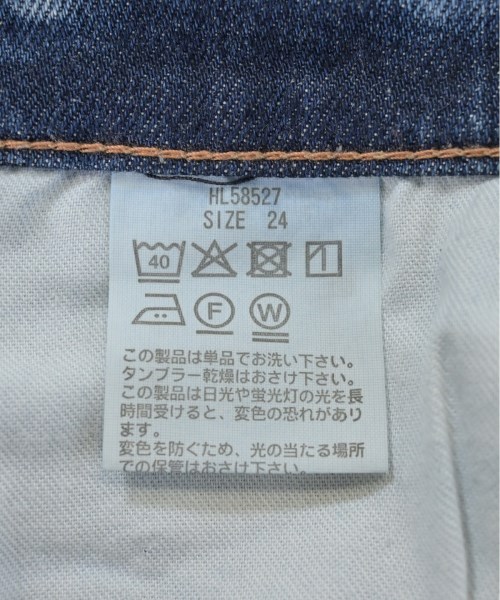 HL58527
SIZE 24
40
F W
この製品は単品でお洗い下さい。
タンブラー乾燥はおさけ下さい。
この製品は日光や蛍光灯の光を長
時間受けると、変色の恐れがあり
ます。
変色を防ぐため、光の当たる場所
での保管はおさけ下さい。